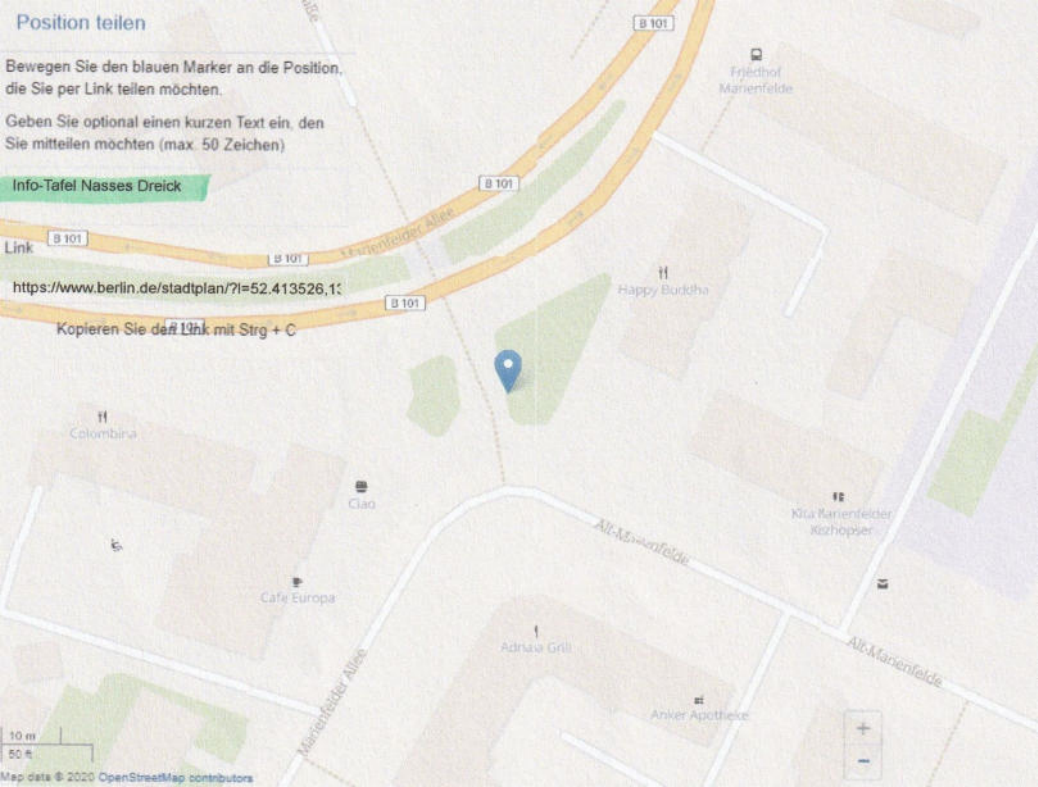 Position teilen
Bewegen Sie den blauen Marker an die Position,
die Sie per Link teilen möchten.
Geben Sie optional einen kurzen Text ein, den
Sie mitteilen möchten (max. 50 Zeichen)
Info-Tafel Nasses Dreick
Link
https://www.berlin.de/stadtplan/?l=52.413526,13
Kopieren Sie den Link mit Strg + C
B 101
B 101
B 101
B 101
B 101
B 101
Marienfelder Allee
Friedhof
Marienfelde
Happy Buddha
Colombina
Ciao
Cafe Europa
Alt-Marienfelde
Kita Marienfelder
Adria Grill
Alt-Marienfelde
Marienfelder Allee
Anker Apotheke
10 m
50 ft
+
−
Map data © 2020 OpenStreetMap contributors